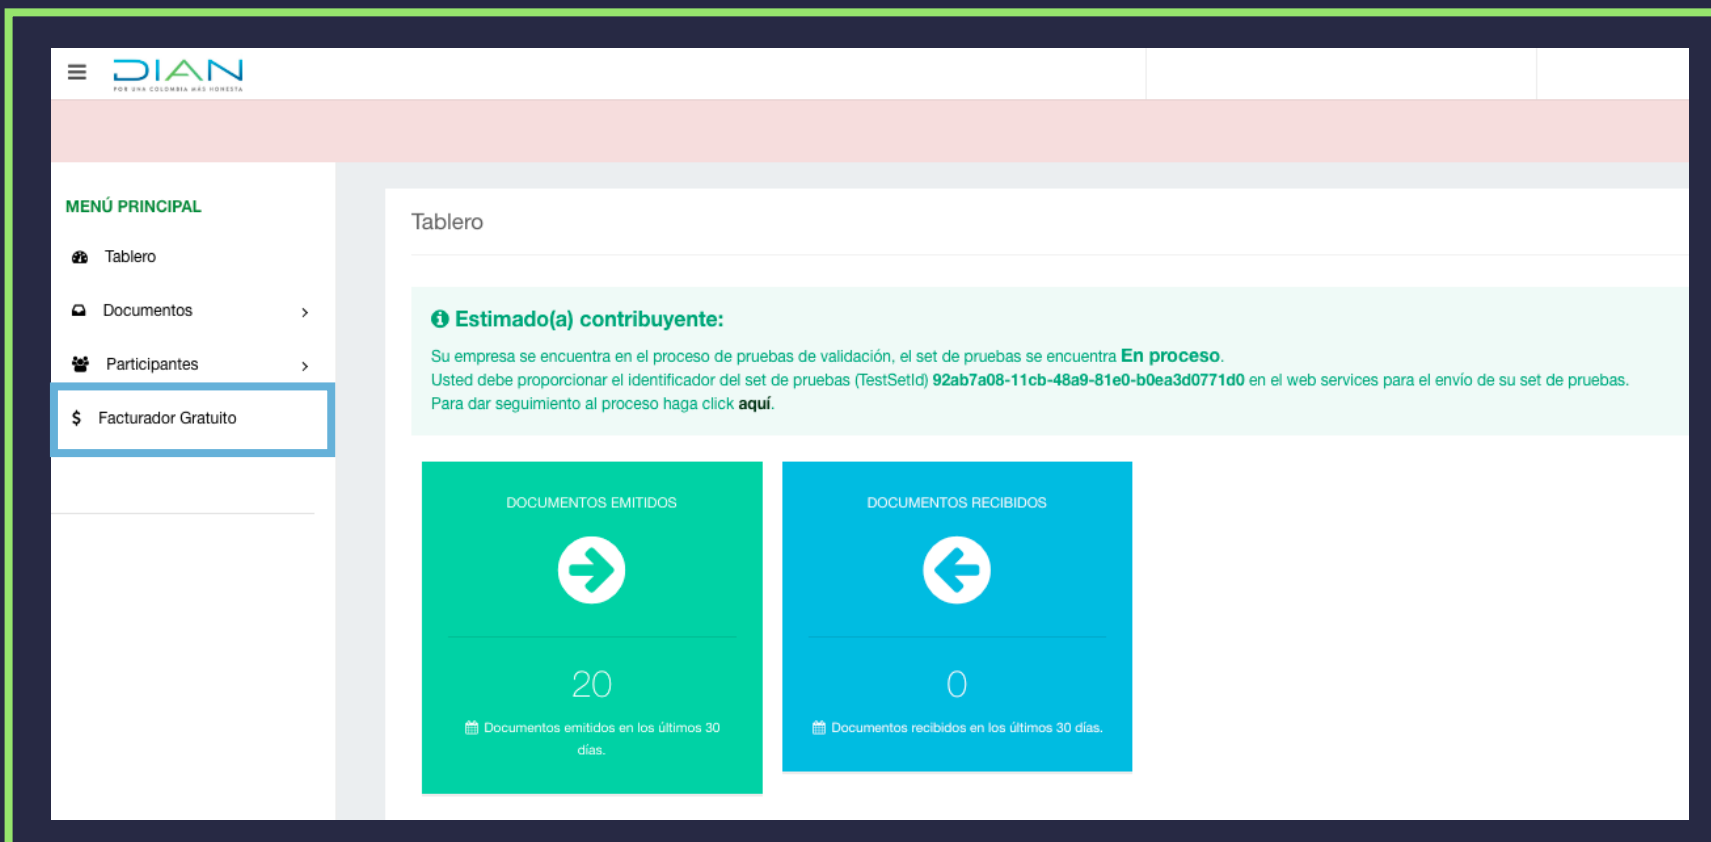 DIAN
POR UNA COLOMBIA MÁS HONESTA
MENÚ PRINCIPAL
Tablero
Documentos
Participantes
$ Facturador Gratuito
Tablero
Estimado(a) contribuyente:
Su empresa se encuentra en el proceso de pruebas de validación, el set de pruebas se encuentra En proceso.
Usted debe proporcionar el identificador del set de pruebas (TestSetId) 92ab7a08-11cb-48a9-81e0-b0ea3d0771d0 en el web services para el envío de su set de pruebas.
Para dar seguimiento al proceso haga click aquí.
DOCUMENTOS EMITIDOS
20
Documentos emitidos en los últimos 30
días.
DOCUMENTOS RECIBIDOS
0
Documentos recibidos en los últimos 30 días.